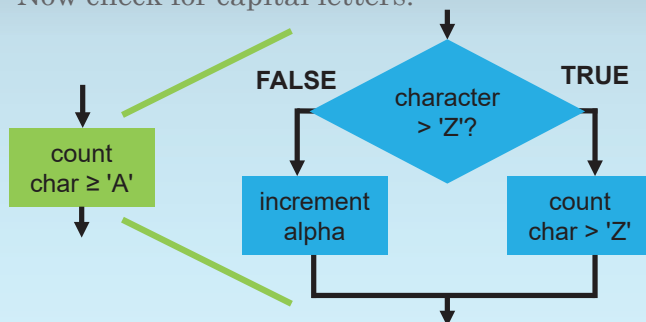 Now check for capital letters.
FALSE
TRUE
character
> 'Z'?
count
char ≥ 'A'
increment
alpha
count
char > 'Z'